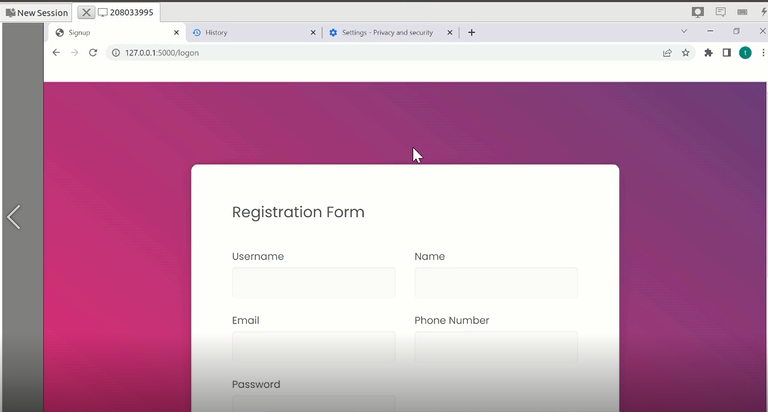 New Session 208033995
Signup History Settings - Privacy and security
127.0.0.1:5000/logon t
Registration Form
Username Name
Email Phone Number
Password